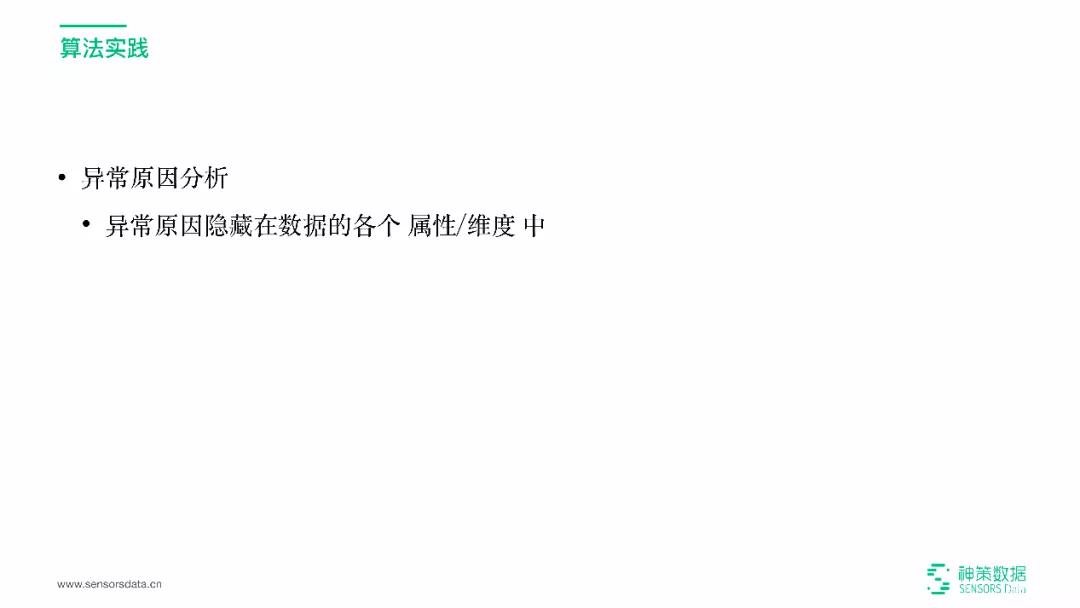 算法实践
• 异常原因分析
• 异常原因隐藏在数据的各个 属性/维度 中
www.sensorsdata.cn
神策数据
SENSORS Data